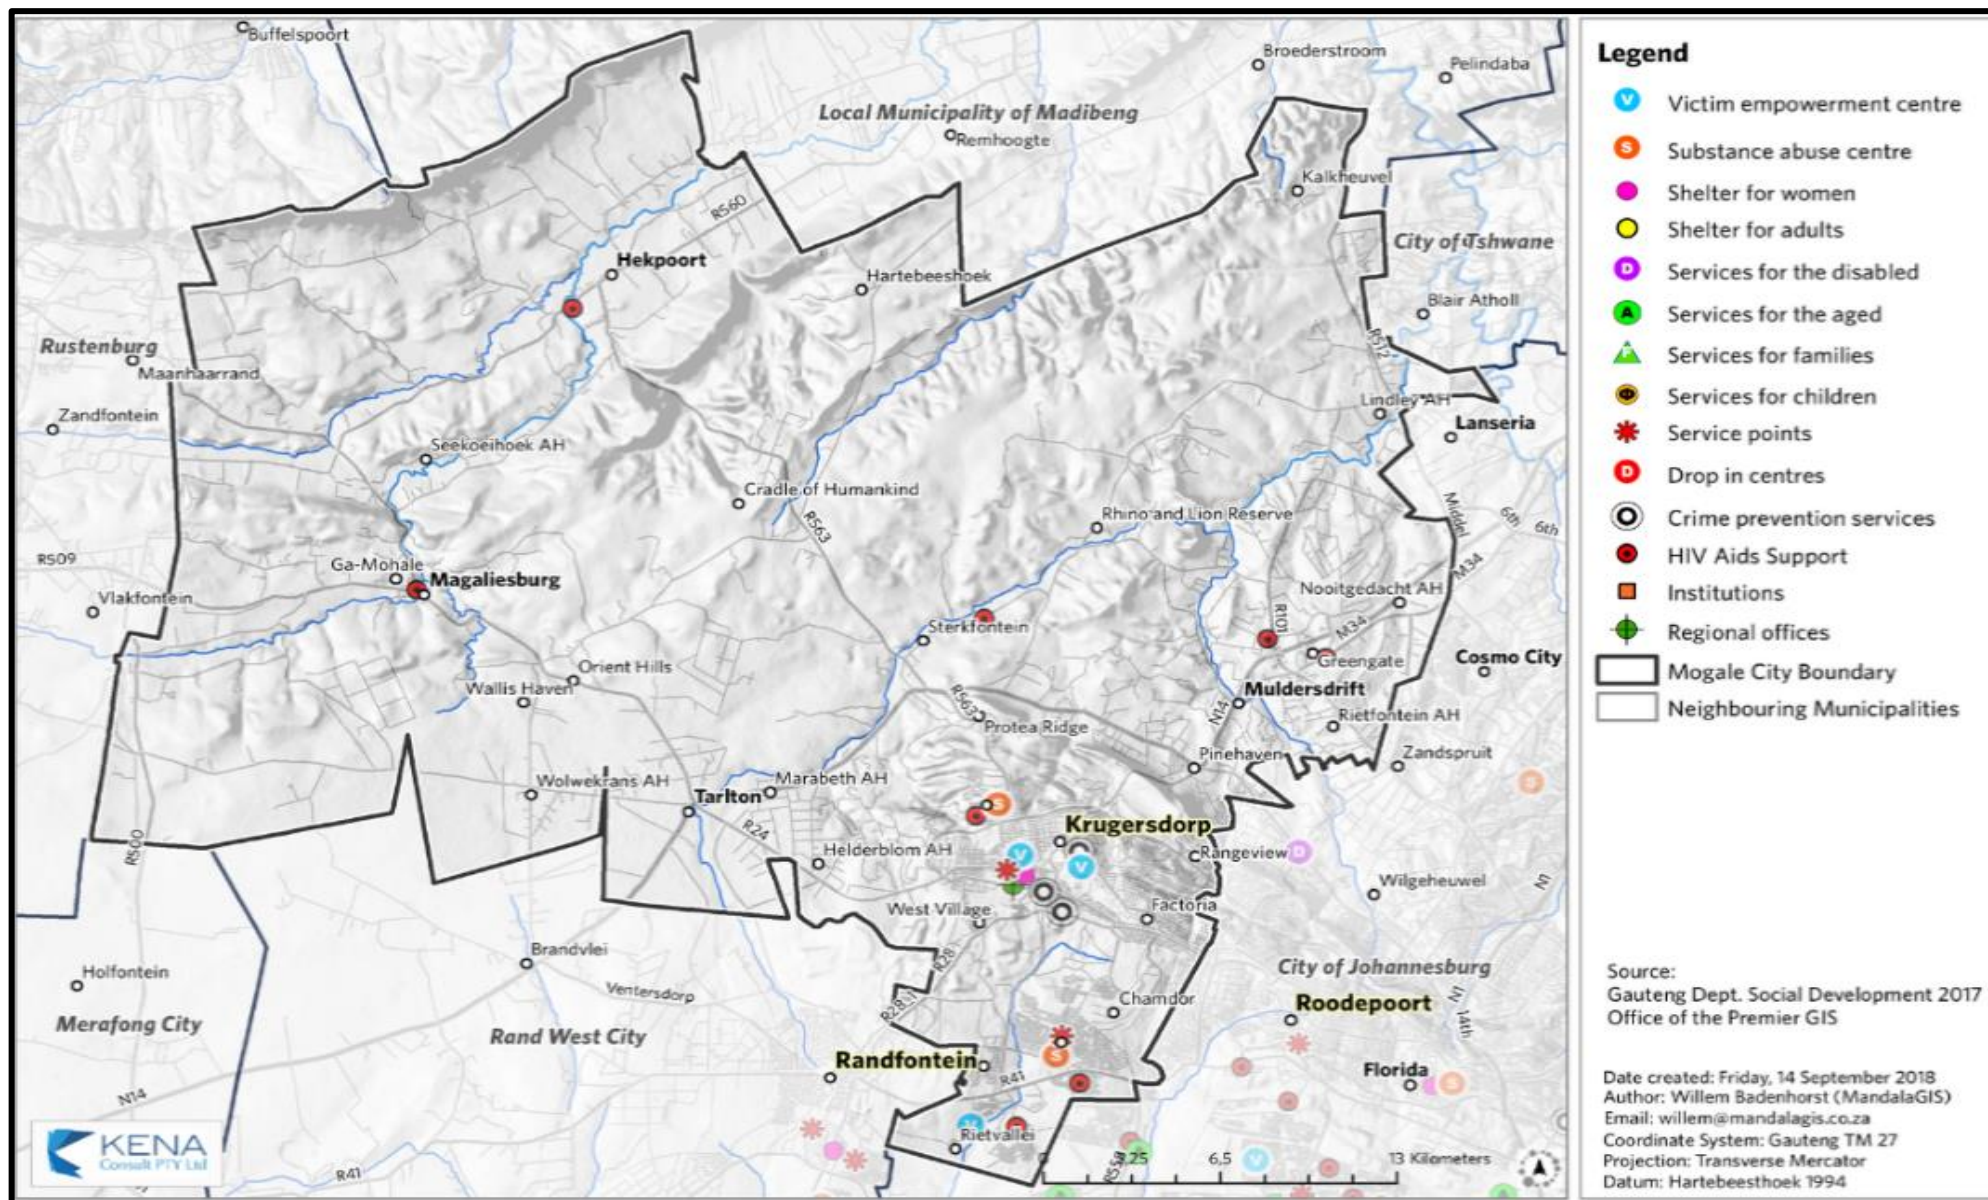 Buffelspoort
Broederstroom
Pelindaba
Local Municipality of Madibeng
Remhoogte
Kalkheuvel
R560
City of Tshwane
Hekpoort
Hartebeeshoek
Blair Atholl
Rustenburg
Maanhaarrand
R512
Zandfontein
Lindley AH
Lanseria
Seekoeihoek AH
Cradle of Humankind
R563
Rhino and Lion Reserve
Middel
6th
6th
R509
Ga-Mohale
Magaliesburg
M34
Nooitgedacht AH
Vlakfontein
R101
Sterkfontein
M34
Greengate
Cosmo City
Orient Hills
Wallis Haven
R563
Muldersdrift
N14
Protea Ridge
Rietfontein AH
Pinehaven
Zandspruit
Wolwekrans AH
Marabeth AH
Tarlton
S
S
R24
Krugersdorp
R500
Helderblom AH
V
V
Rangeview
D
Wilgeheuwel
N1
West Village
Factoria
Brandvlei
R28
Holfontein
City of Johannesburg
Ventersdorp
Chamdor
Roodepoort
N1
14th
Merafong City
Rand West City
Randfontein
S
R41
Florida
S
N14
Rietvallei
KENA
Consult PTY Ltd
R41
0
3,25
6,5
13 Kilometers
V
Legend
V Victim empowerment centre
S Substance abuse centre
Shelter for women
Shelter for adults
D Services for the disabled
A Services for the aged
Services for families
Services for children
Service points
D Drop in centres
Crime prevention services
HIV Aids Support
Institutions
Regional offices
Mogale City Boundary
Neighbouring Municipalities
Source:
Gauteng Dept. Social Development 2017
Office of the Premier GIS
Date created: Friday, 14 September 2018
Author: Willem Badenhorst (MandalaGIS)
Email: willem@mandalagis.co.za
Coordinate System: Gauteng TM 27
Projection: Transverse Mercator
Datum: Hartebeesthoek 1994